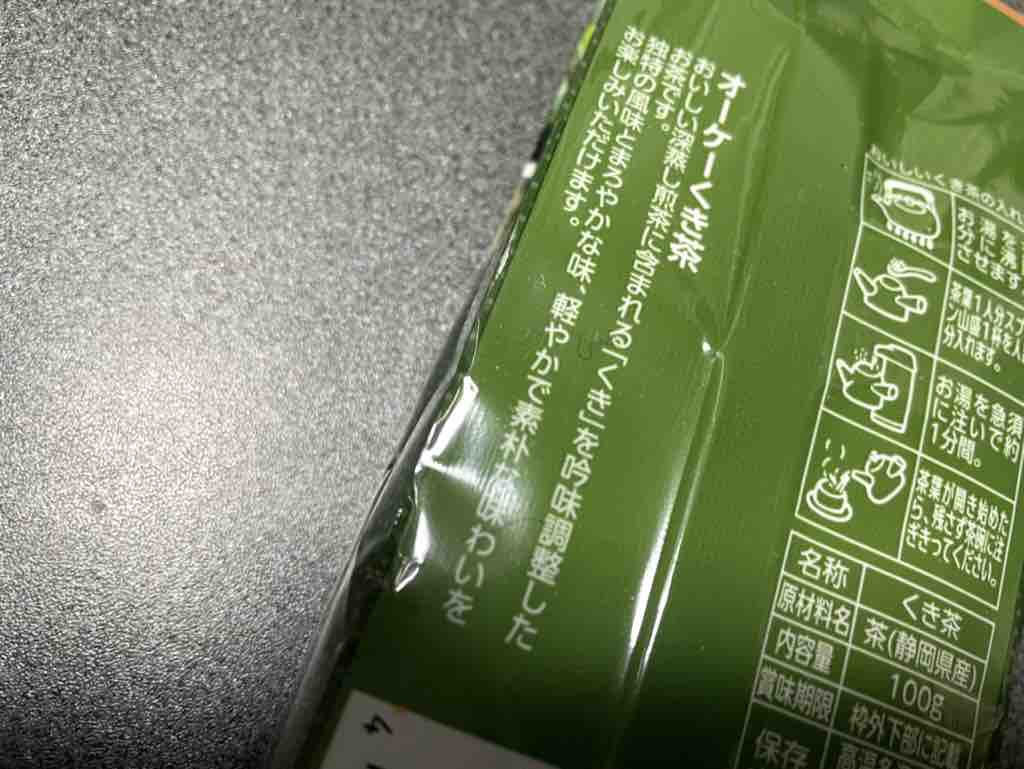 オーケーくき茶
おいしい深蒸し煎茶に含まれる「くき」を吟味調整した
お茶です。
独特の風味とまろやかな味、軽やかで素朴な味わいを
お楽しみいただけます。
おいしいくき茶の入れ
お湯を
分に沸
させます
茶葉1人分スプ
ン山盛1杯を人
分入れます。
お湯を急須
に注いで約
1分間。
茶葉が開き始めた
ら、残さず茶碗に注
ききってください。
名称 くき茶
原材料名 茶(静岡県産)
内容量 100g
賞味期限 枠外下部に記載
保存 高温多